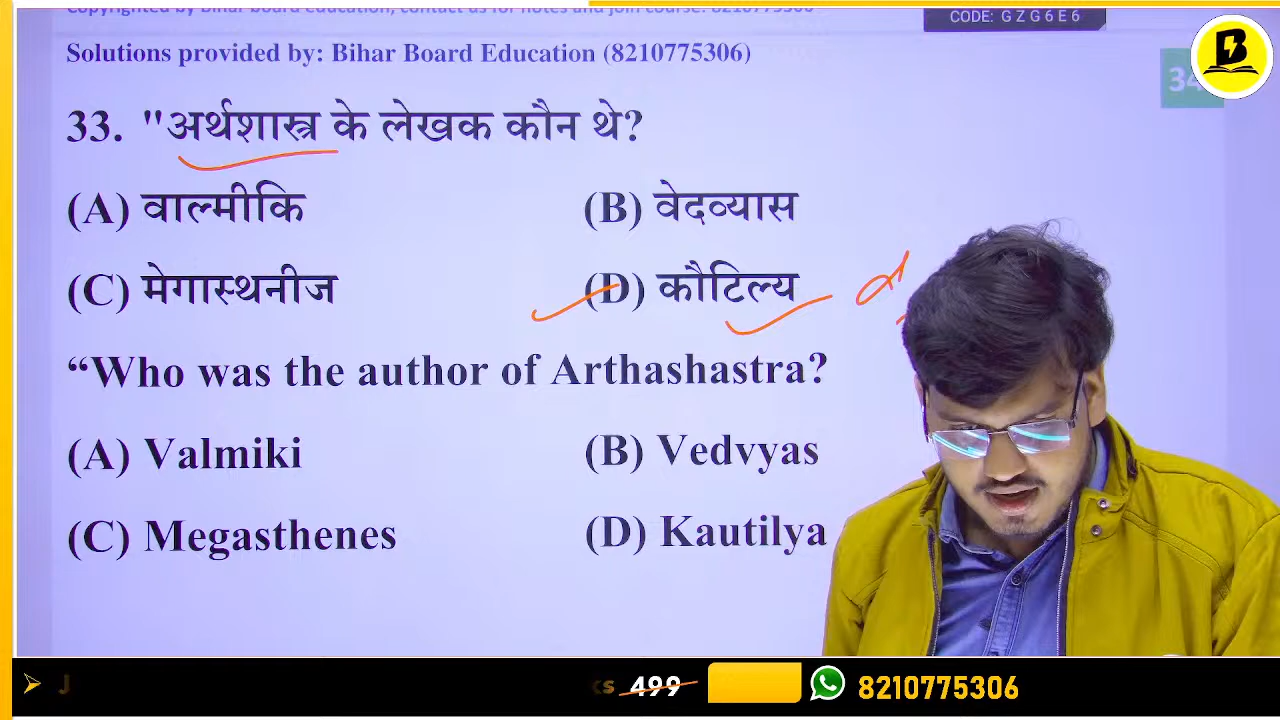 CODE: G Z G 6 E 6
Solutions provided by: Bihar Board Education (8210775306)
B
33. "अर्थशास्त्र के लेखक कौन थे?
(A) वाल्मीकि (B) वेदव्यास
(C) मेगास्थनीज (D) कौटिल्य
“Who was the author of Arthashastra?
(A) Valmiki (B) Vedvyas
(C) Megasthenes (D) Kautilya
499 8210775306